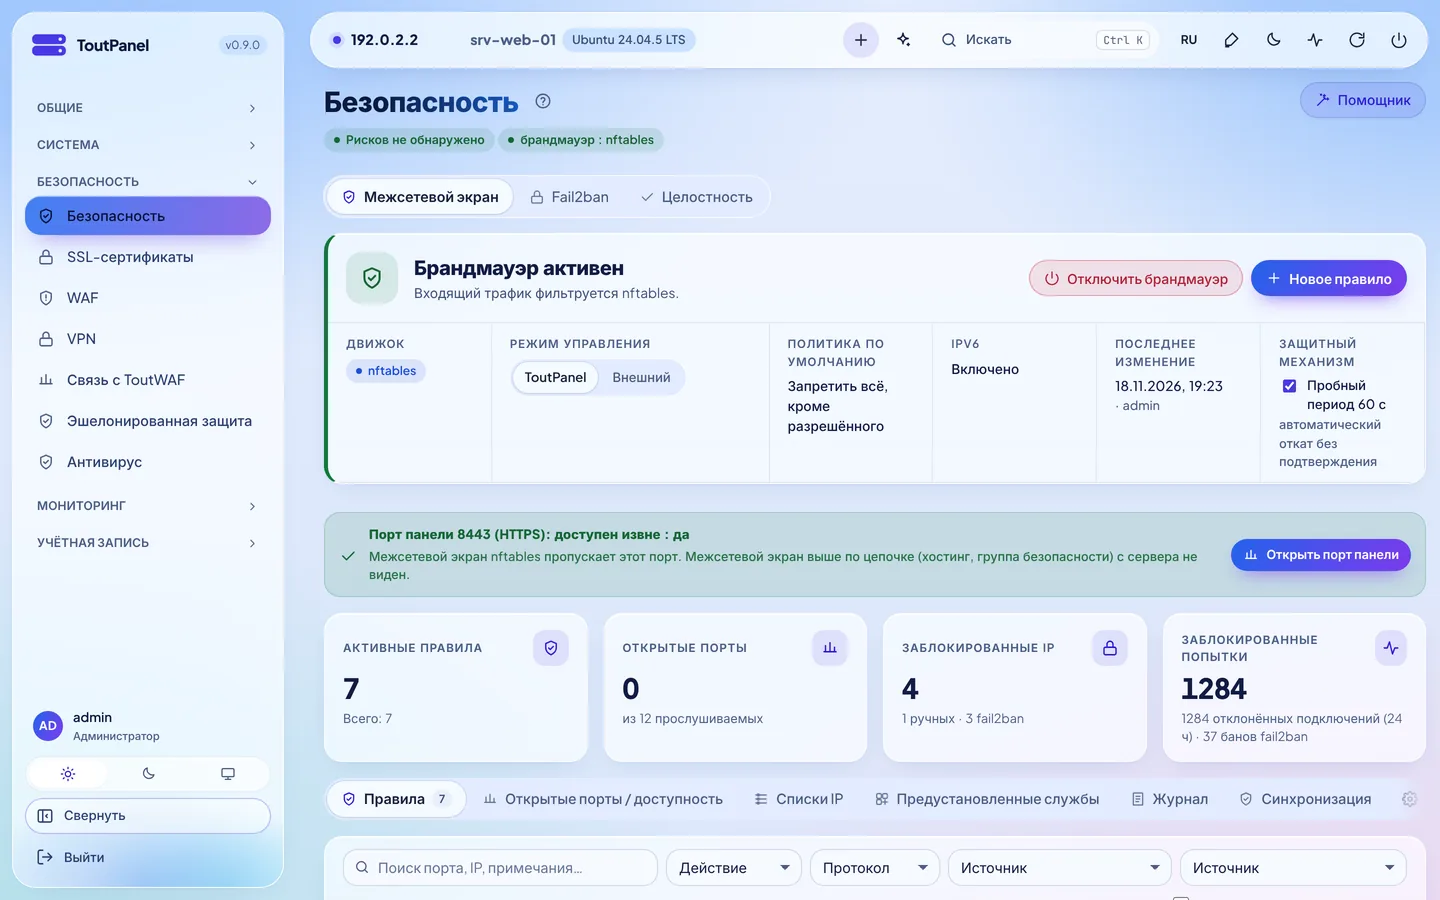 ToutPanel
v0.9.0
192.0.2.2
srv-web-01
Ubuntu 24.04.5 LTS
Искать
Ctrl K
RU
ОБЩИЕ
СИСТЕМА
БЕЗОПАСНОСТЬ
Безопасность
SSL-сертификаты
WAF
VPN
Связь с ToutWAF
Эшелонированная защита
Антивирус
МОНИТОРИНГ
УЧЁТНАЯ ЗАПИСЬ
AD
admin
Администратор
Свернуть
Выйти
Безопасность
Помощник
Рисков не обнаружено
брандмауэр : nftables
Межсетевой экран
Fail2ban
Целостность
Брандмауэр активен
Входящий трафик фильтруется nftables.
Отключить брандмауэр
Новое правило
ДВИЖОК
nftables
РЕЖИМ УПРАВЛЕНИЯ
ToutPanel
Внешний
ПОЛИТИКА ПО
УМОЛЧАНИЮ
Запретить всё,
кроме
разрешённого
IPV6
Включено
ПОСЛЕДНЕЕ
ИЗМЕНЕНИЕ
18.11.2026, 19:23
· admin
ЗАЩИТНЫЙ
МЕХАНИЗМ
Пробный
период 60 с
автоматический
откат без
подтверждения
Порт панели 8443 (HTTPS): доступен извне : да
Межсетевой экран nftables пропускает этот порт. Межсетевой экран выше по цепочке (хостинг, группа безопасности) с сервера не
виден.
Открыть порт панели
АКТИВНЫЕ ПРАВИЛА
7
Всего: 7
ОТКРЫТЫЕ ПОРТЫ
0
из 12 прослушиваемых
ЗАБЛОКИРОВАННЫЕ IP
4
1 ручных · 3 fail2ban
ЗАБЛОКИРОВАННЫЕ
ПОПЫТКИ
1284
1284 отклонённых подключений (24
ч) · 37 банов fail2ban
Правила 7
Открытые порты / доступность
Списки IP
Предустановленные службы
Журнал
Синхронизация
Поиск порта, IP, примечания...
Действие
Протокол
Источник
Источник